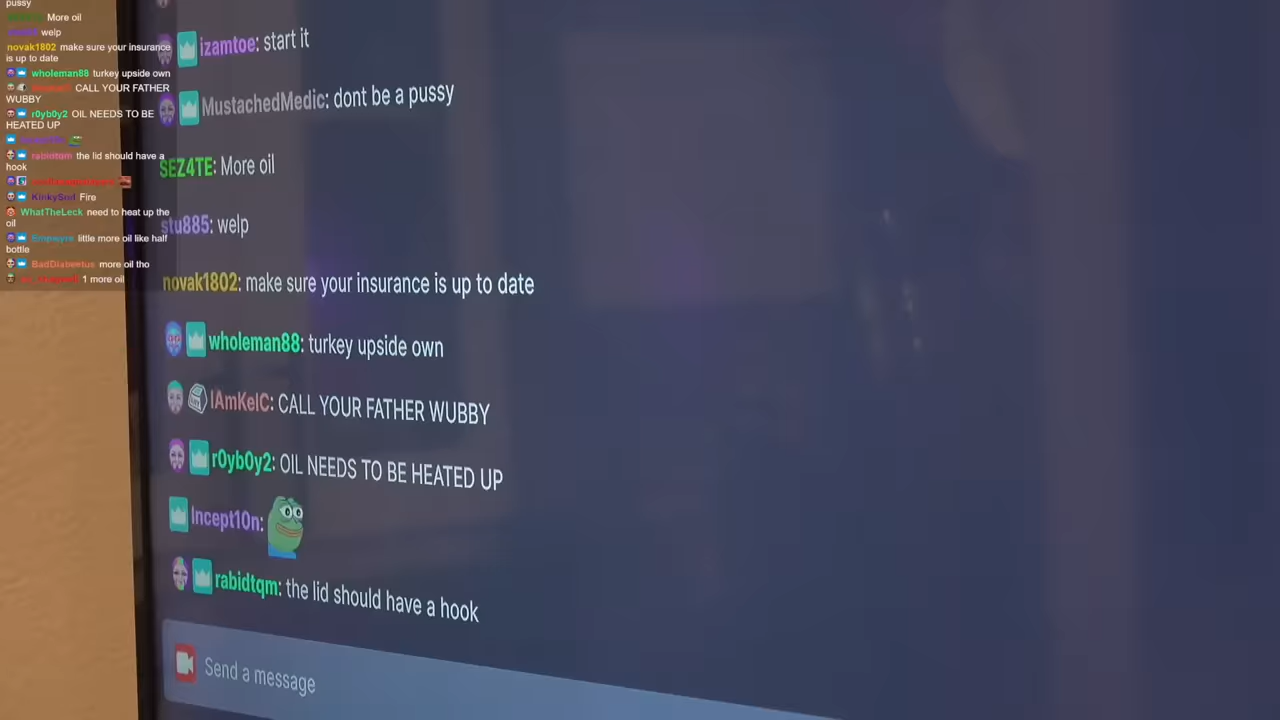 pussy
More oil
welp
novak1802 make sure your insurance
is up to date
wholeman88 turkey upside own
CALL YOUR FATHER
WUBBY
r0yb0y2 OIL NEEDS TO BE
HEATED UP
rabidtqm the lid should have a
hook
Fire
WhatTheLeck need to heat up the
oil
little more oil like half
bottle
BadDiabeetus more oil tho
1 more oil
izamtoe: start it
MustachedMedic: dont be a pussy
SEZ4TE: More oil
stu885: welp
novak1802: make sure your insurance is up to date
wholeman88: turkey upside own
IAmKelC: CALL YOUR FATHER WUBBY
r0yb0y2: OIL NEEDS TO BE HEATED UP
Incept10n:
rabidtqm: the lid should have a hook
Send a message